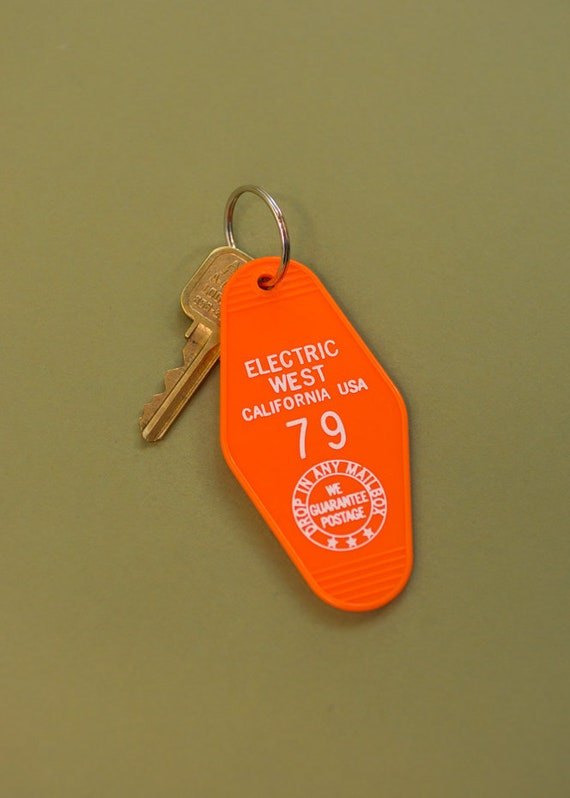 ELECTRIC
WEST
CALIFORNIA USA
79
DROP IN ANY MAILBOX
WE
GUARANTEE
POSTAGE